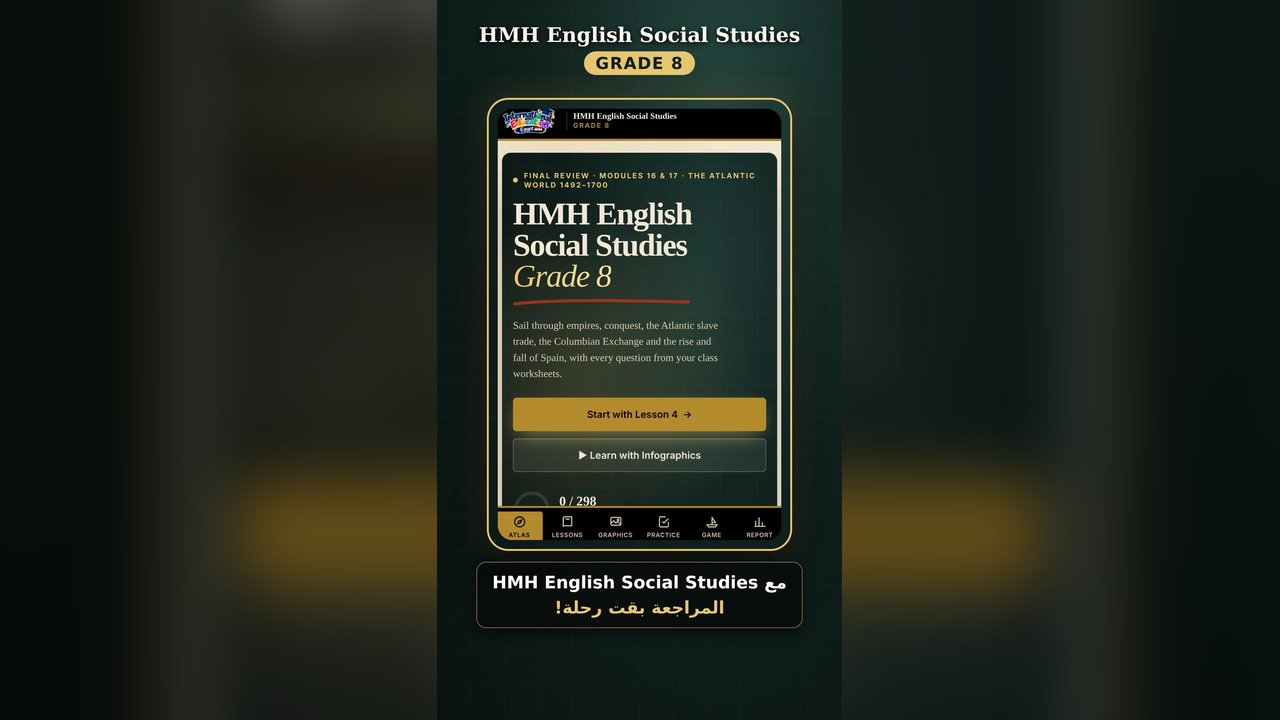 HMH English Social Studies
GRADE 8
International
Education
Egypt
HMH English Social Studies
GRADE 8
FINAL REVIEW · MODULES 16 & 17 · THE ATLANTIC
WORLD 1492–1700
HMH English
Social Studies
Grade 8
Sail through empires, conquest, the Atlantic slave
trade, the Columbian Exchange and the rise and
fall of Spain, with every question from your class
worksheets.
Start with Lesson 4 →
▶ Learn with Infographics
0 / 298
ATLAS LESSONS GRAPHICS PRACTICE GAME REPORT
مع HMH English Social Studies
المراجعة بقت رحلة!